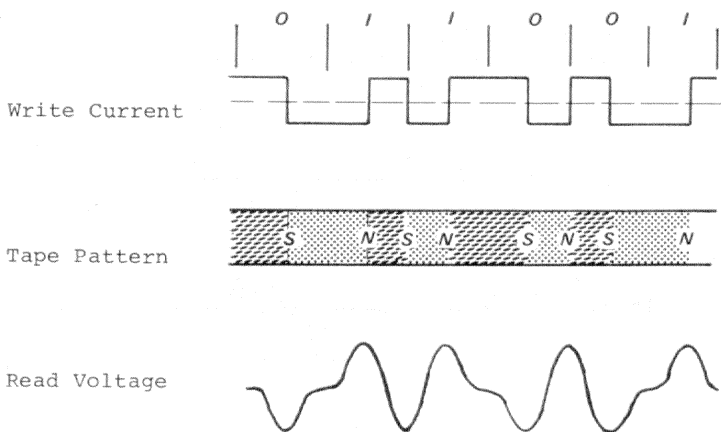 0 1 1 0 0 1
Write Current
S N S N S N S N
Tape Pattern
Read Voltage